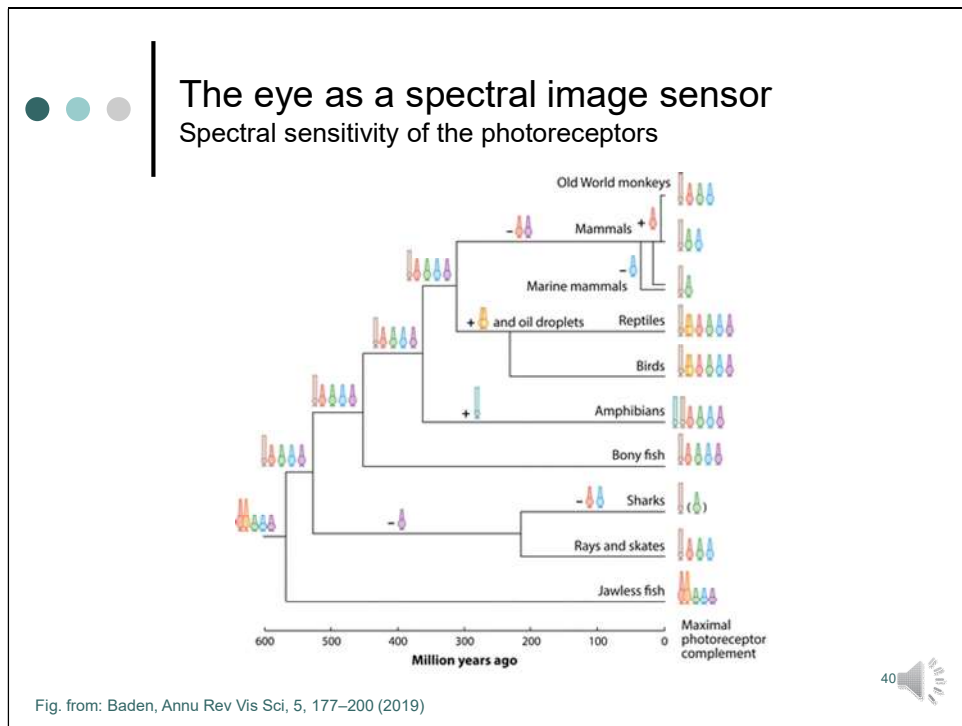 The eye as a spectral image sensor
Spectral sensitivity of the photoreceptors
Old World monkeys
+
–
Mammals
–
Marine mammals
+ and oil droplets
Reptiles
Birds
+
Amphibians
Bony fish
–
Sharks
( )
–
Rays and skates
Jawless fish
600 500 400 300 200 100 0
Million years ago
Maximal
photoreceptor
complement
40
Fig. from: Baden, Annu Rev Vis Sci, 5, 177–200 (2019)